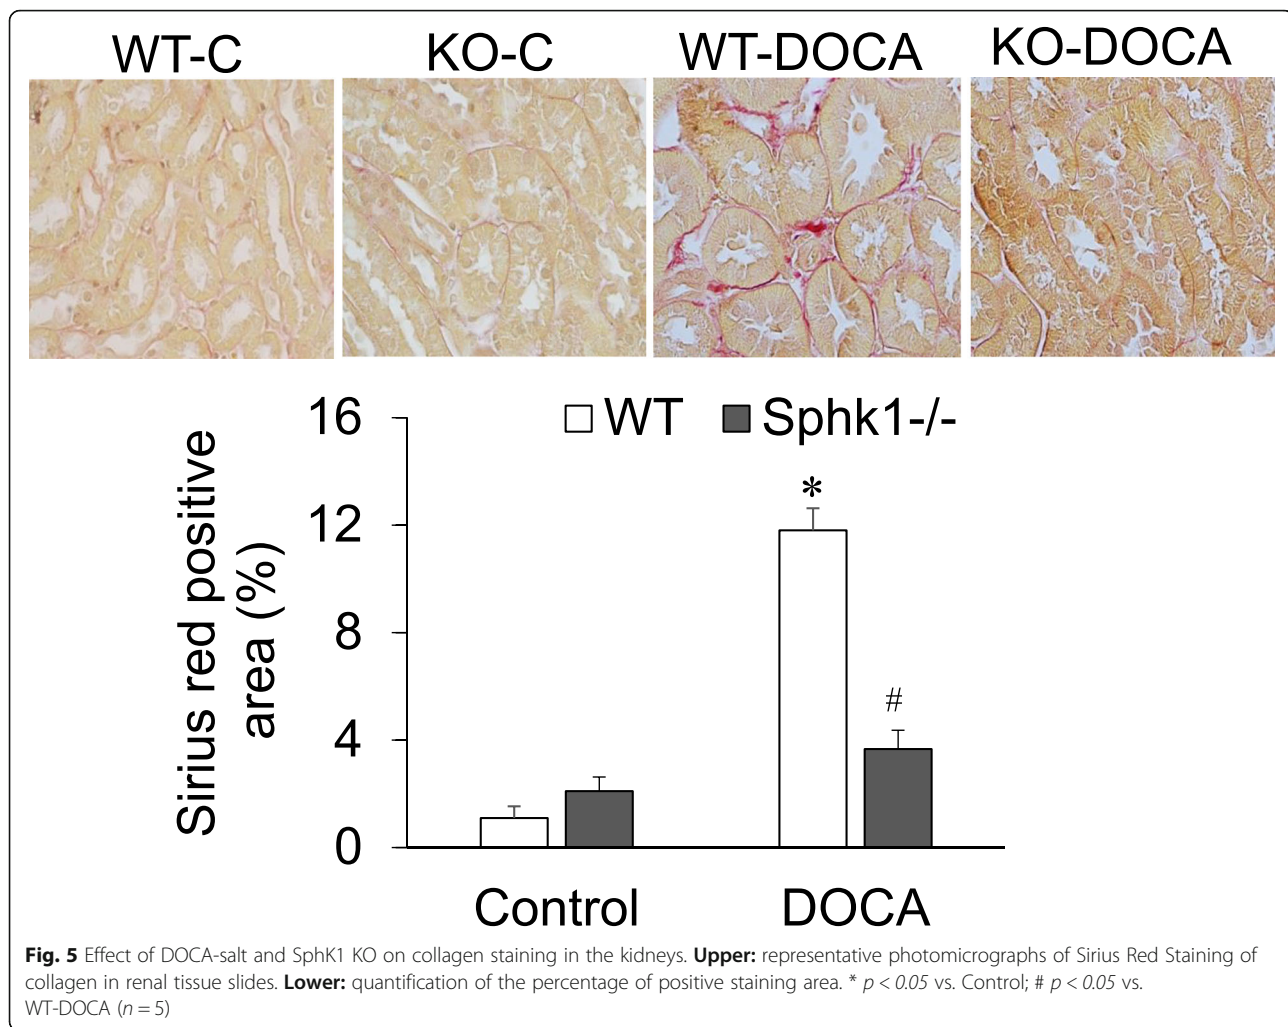 WT-C KO-C WT-DOCA KO-DOCA
16
12
8
4
0
Sirius red positive
area (%)
WT Sphk1-/-
*
#
Control DOCA
Fig. 5 Effect of DOCA-salt and SphK1 KO on collagen staining in the kidneys. Upper: representative photomicrographs of Sirius Red Staining of
collagen in renal tissue slides. Lower: quantification of the percentage of positive staining area. * p < 0.05 vs. Control; # p < 0.05 vs.
WT-DOCA (n = 5)